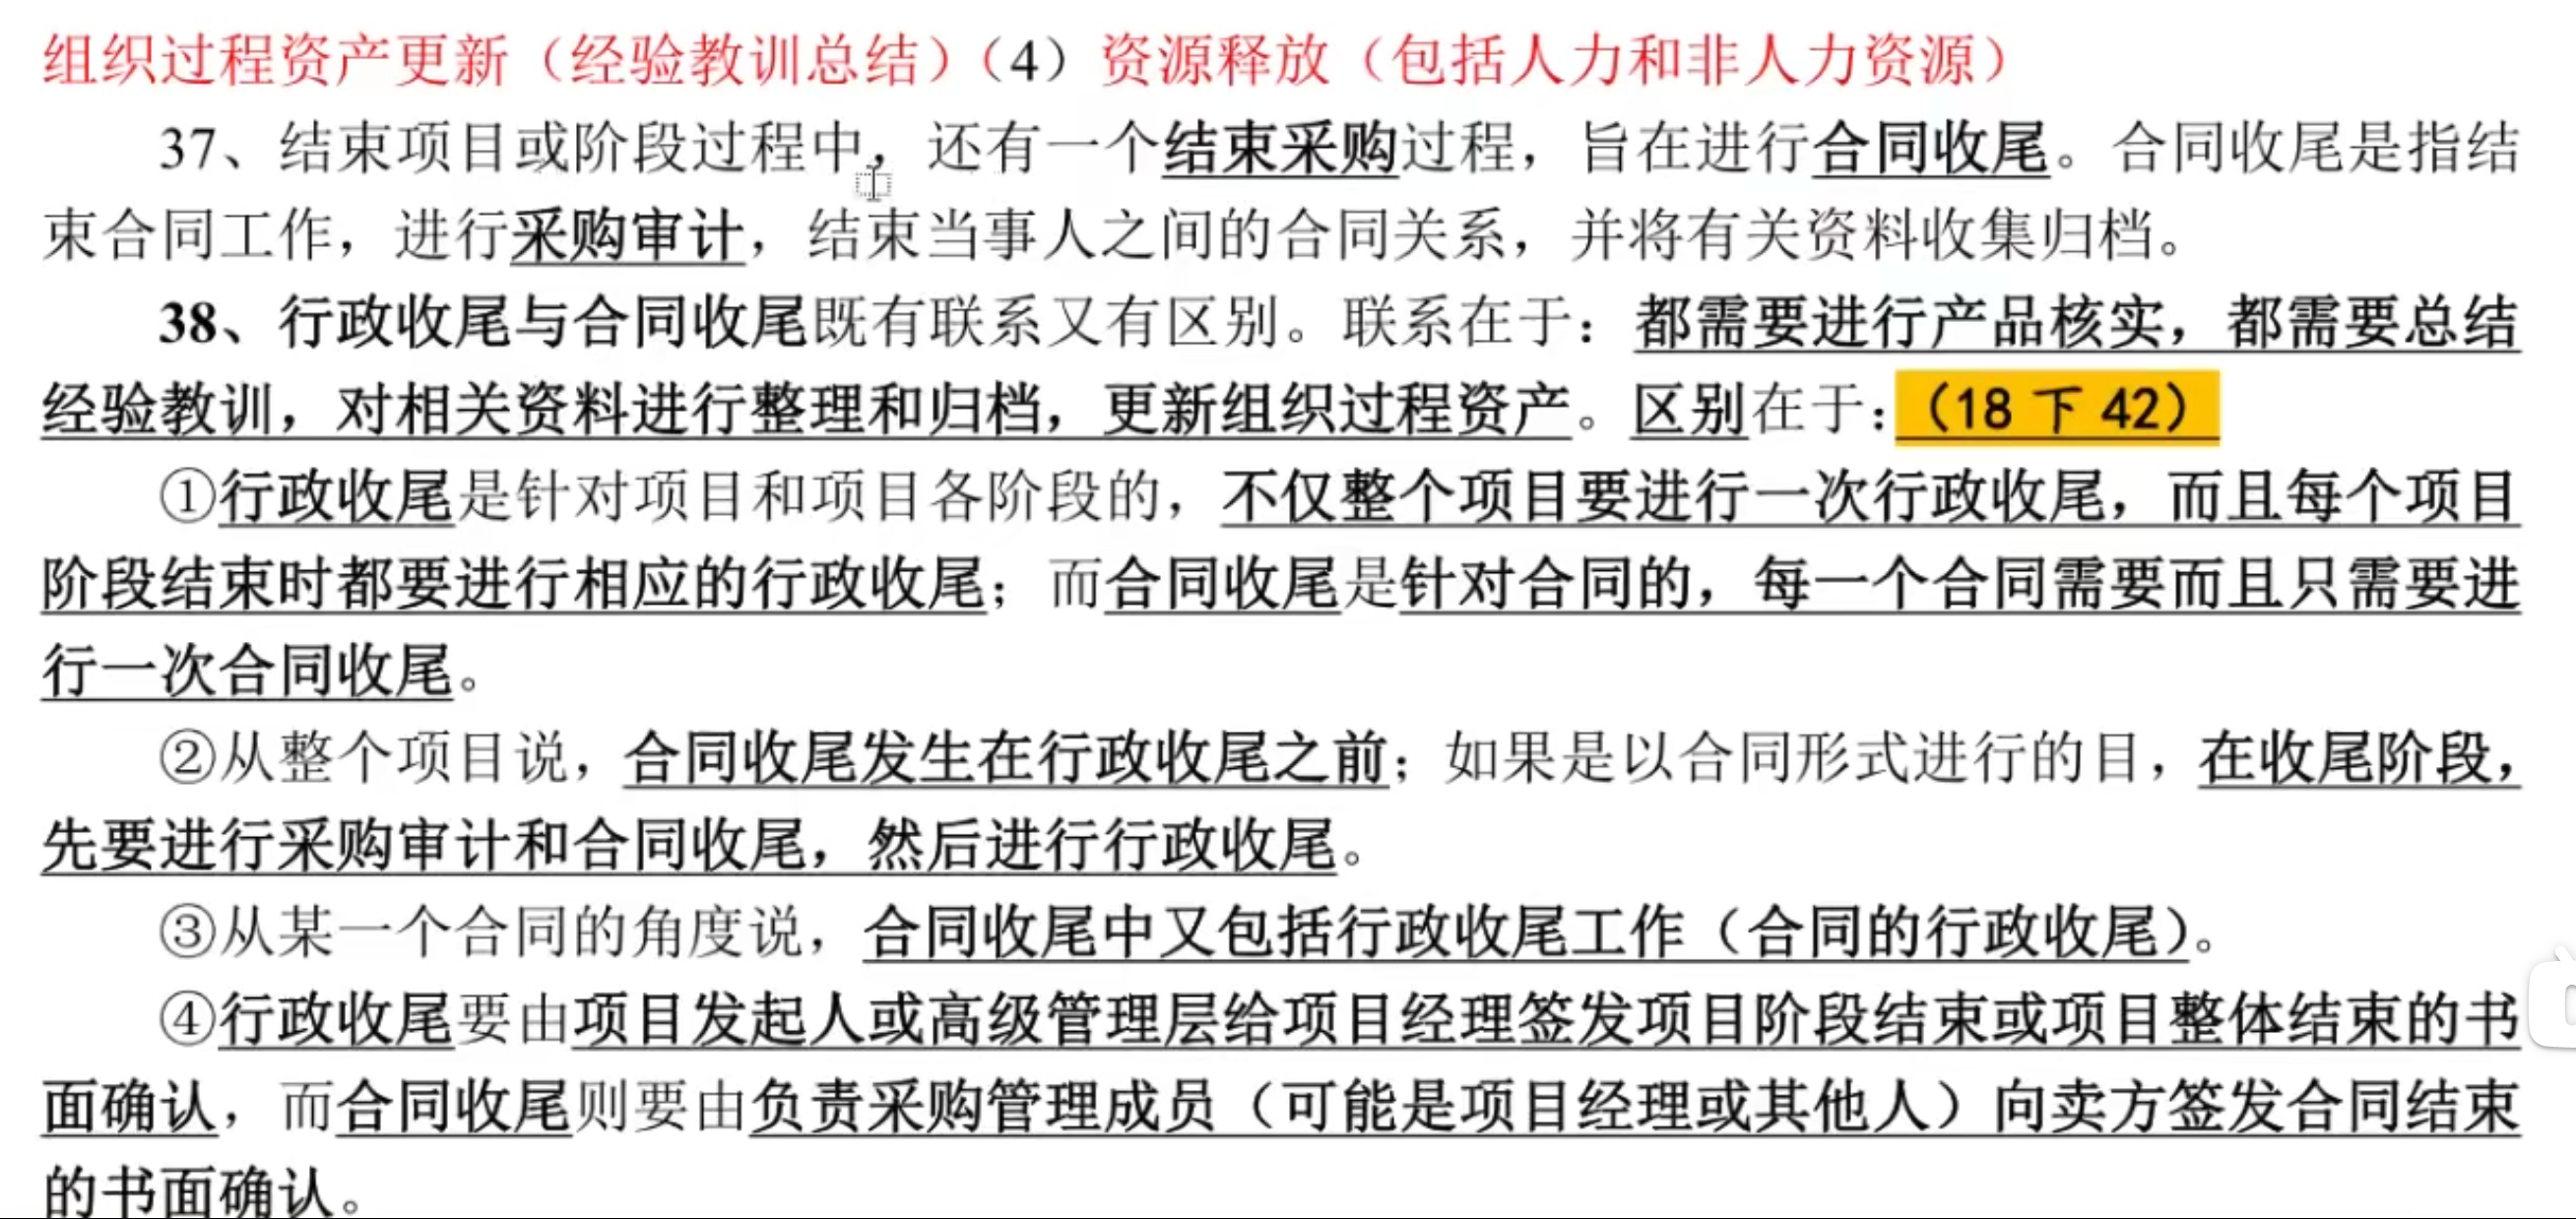 组织过程资产更新（经验教训总结）（4）资源释放（包括人力和非人力资源）
37、结束项目或阶段过程中，还有一个结束采购过程，旨在进行合同收尾。合同收尾是指结
束合同工作，进行采购审计，结束当事人之间的合同关系，并将有关资料收集归档。
38、行政收尾与合同收尾既有联系又有区别。联系在于：都需要进行产品核实，都需要总结
经验教训，对相关资料进行整理和归档，更新组织过程资产。区别在于：（18 下 42）
①行政收尾是针对项目和项目各阶段的，不仅整个项目要进行一次行政收尾，而且每个项目
阶段结束时都要进行相应的行政收尾；而合同收尾是针对合同的，每一个合同需要而且只需要进
行一次合同收尾。
②从整个项目说，合同收尾发生在行政收尾之前；如果是以合同形式进行的目，在收尾阶段，
先要进行采购审计和合同收尾，然后进行行政收尾。
③从某一个合同的角度说，合同收尾中又包括行政收尾工作（合同的行政收尾）。
④行政收尾要由项目发起人或高级管理层给项目经理签发项目阶段结束或项目整体结束的书
面确认，而合同收尾则要由负责采购管理成员（可能是项目经理或其他人）向卖方签发合同结束
的书面确认。